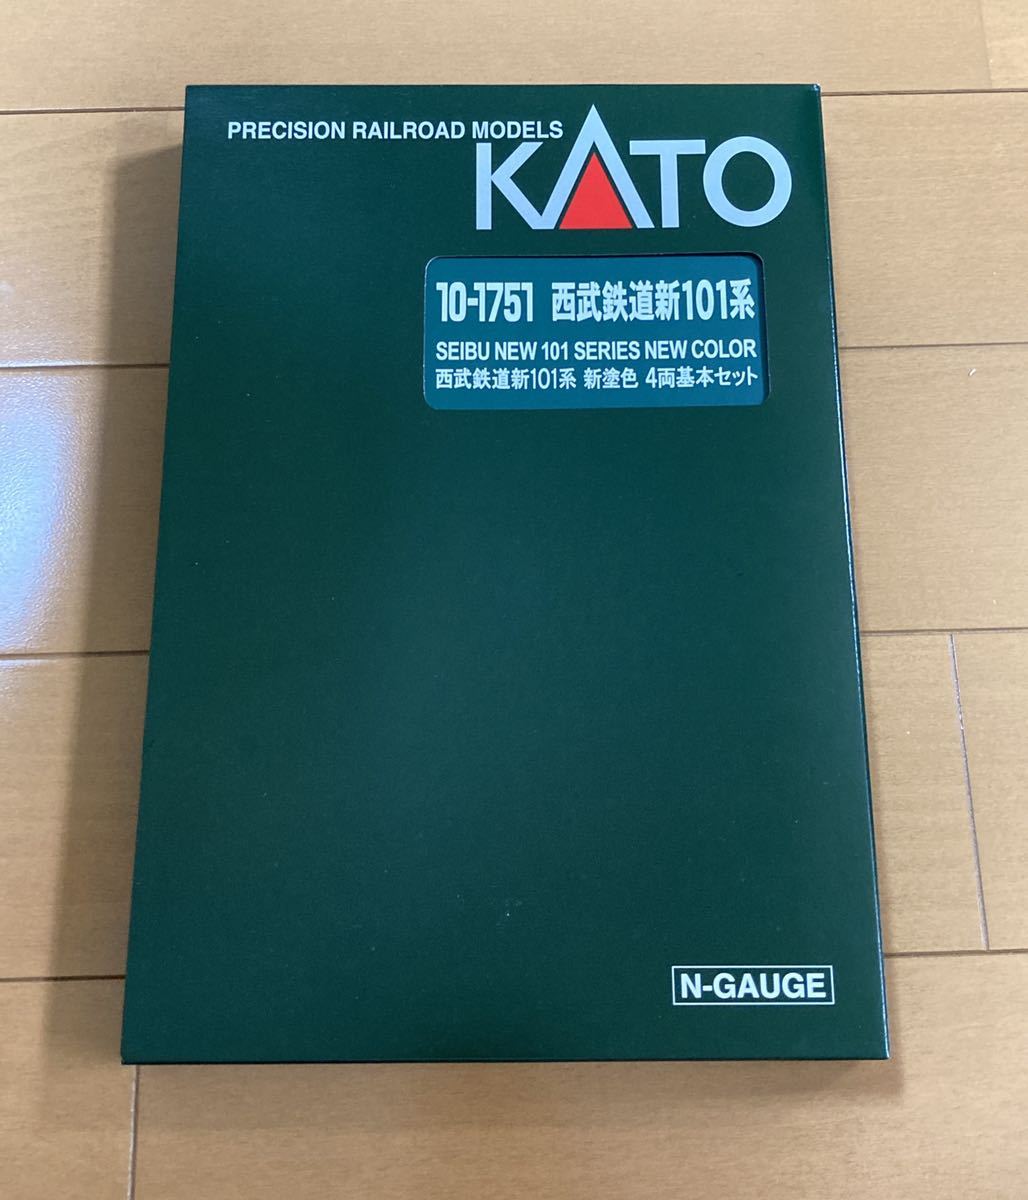 PRECISION RAILROAD MODELS
KATO
10-1751 西武鉄道新101系
SEIBU NEW 101 SERIES NEW COLOR
西武鉄道新101系 新塗色 4両基本セット
N-GAUGE